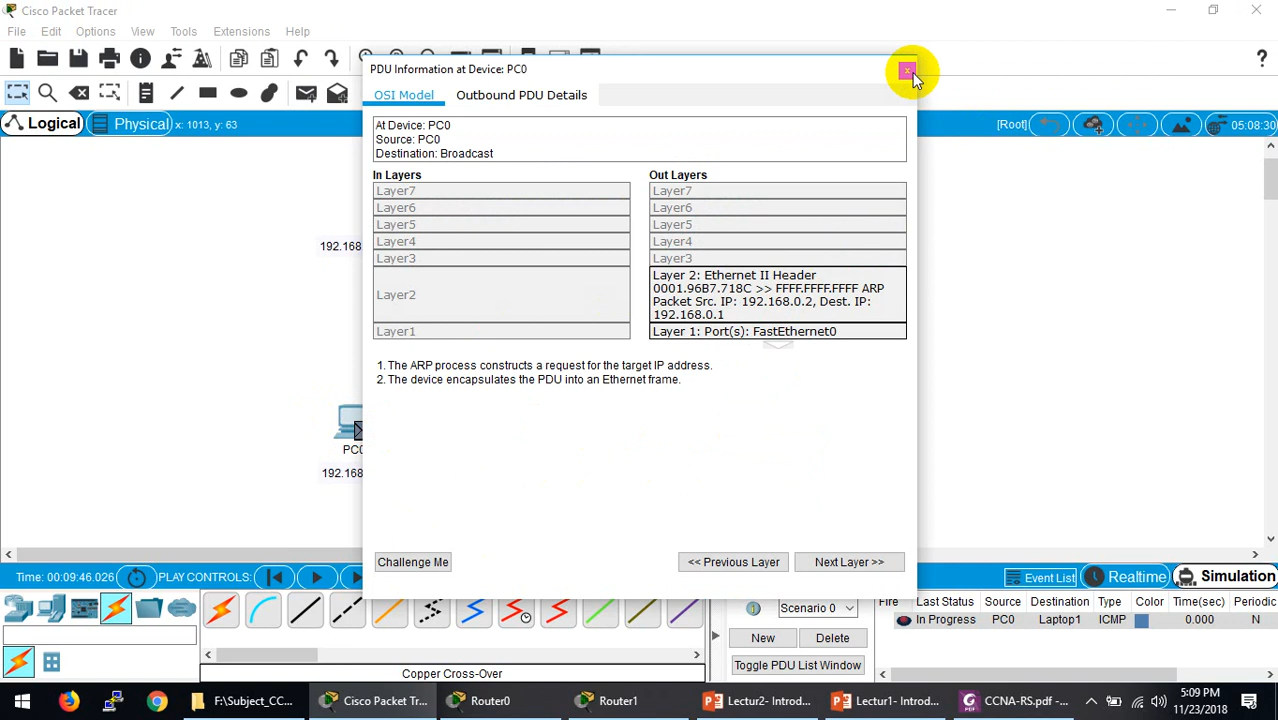 Cisco Packet Tracer
File Edit Options View Tools Extensions Help
?
PDU Information at Device: PC0
x
OSI Model Outbound PDU Details
Logical Physical x: 1013, y: 63
[Root] 05:08:30
At Device: PC0
Source: PC0
Destination: Broadcast
In Layers
Layer7
Layer6
Layer5
Layer4
Layer3
Layer2
Layer1
Out Layers
Layer7
Layer6
Layer5
Layer4
Layer3
Layer 2: Ethernet II Header
0001.96B7.718C >> FFFF.FFFF.FFFF ARP
Packet Src. IP: 192.168.0.2, Dest. IP:
192.168.0.1
Layer 1: Port(s): FastEthernet0
1. The ARP process constructs a request for the target IP address.
2. The device encapsulates the PDU into an Ethernet frame.
192.168
PC0
192.168
Challenge Me << Previous Layer Next Layer >>
Time: 00:09:46.026 PLAY CONTROLS:
Event List Realtime Simulation
Scenario 0
New Delete
Toggle PDU List Window
Fire Last Status Source Destination Type Color Time(sec) Periodic
In Progress PC0 Laptop1 ICMP 0.000 N
Copper Cross-Over
F:\Subject_CC... Cisco Packet Tr... Router0 Router1 Lectur2- Introd... Lectur1- Introd... CCNA-RS.pdf -...
5:09 PM
11/23/2018